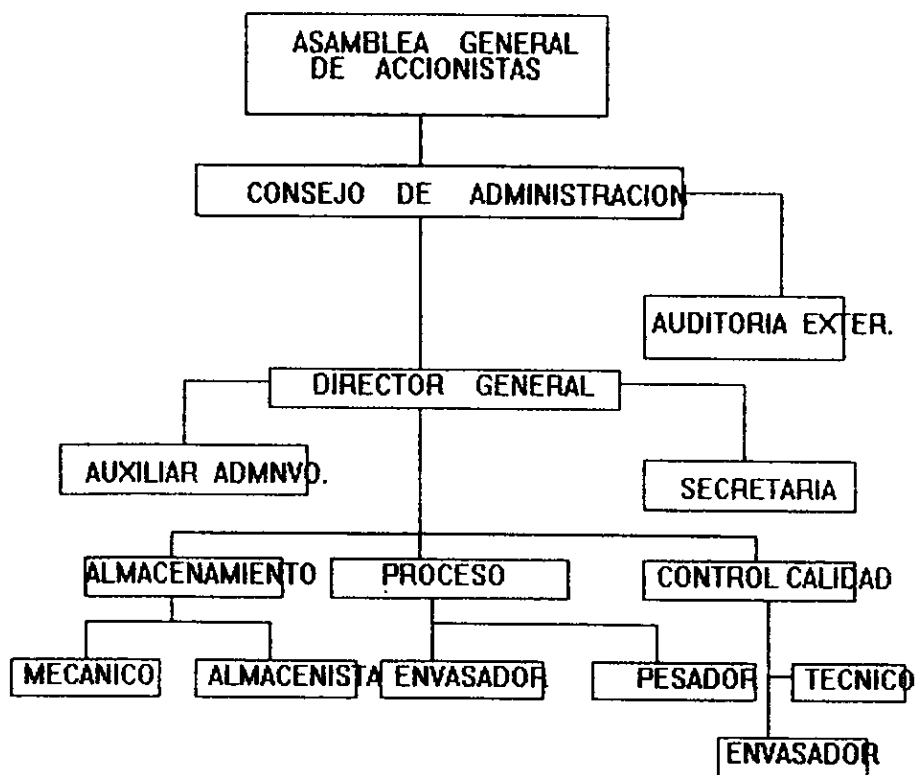 ASAMBLEA GENERAL
DE ACCIONISTAS
CONSEJO DE ADMINISTRACION
AUDITORIA EXTER.
DIRECTOR GENERAL
AUXILIAR ADMNVO.
SECRETARIA
ALMACENAMIENTO
PROCESO
CONTROL CALIDAD
MECANICO
ALMACENISTA
ENVASADOR
PESADOR
TECNICO
ENVASADOR